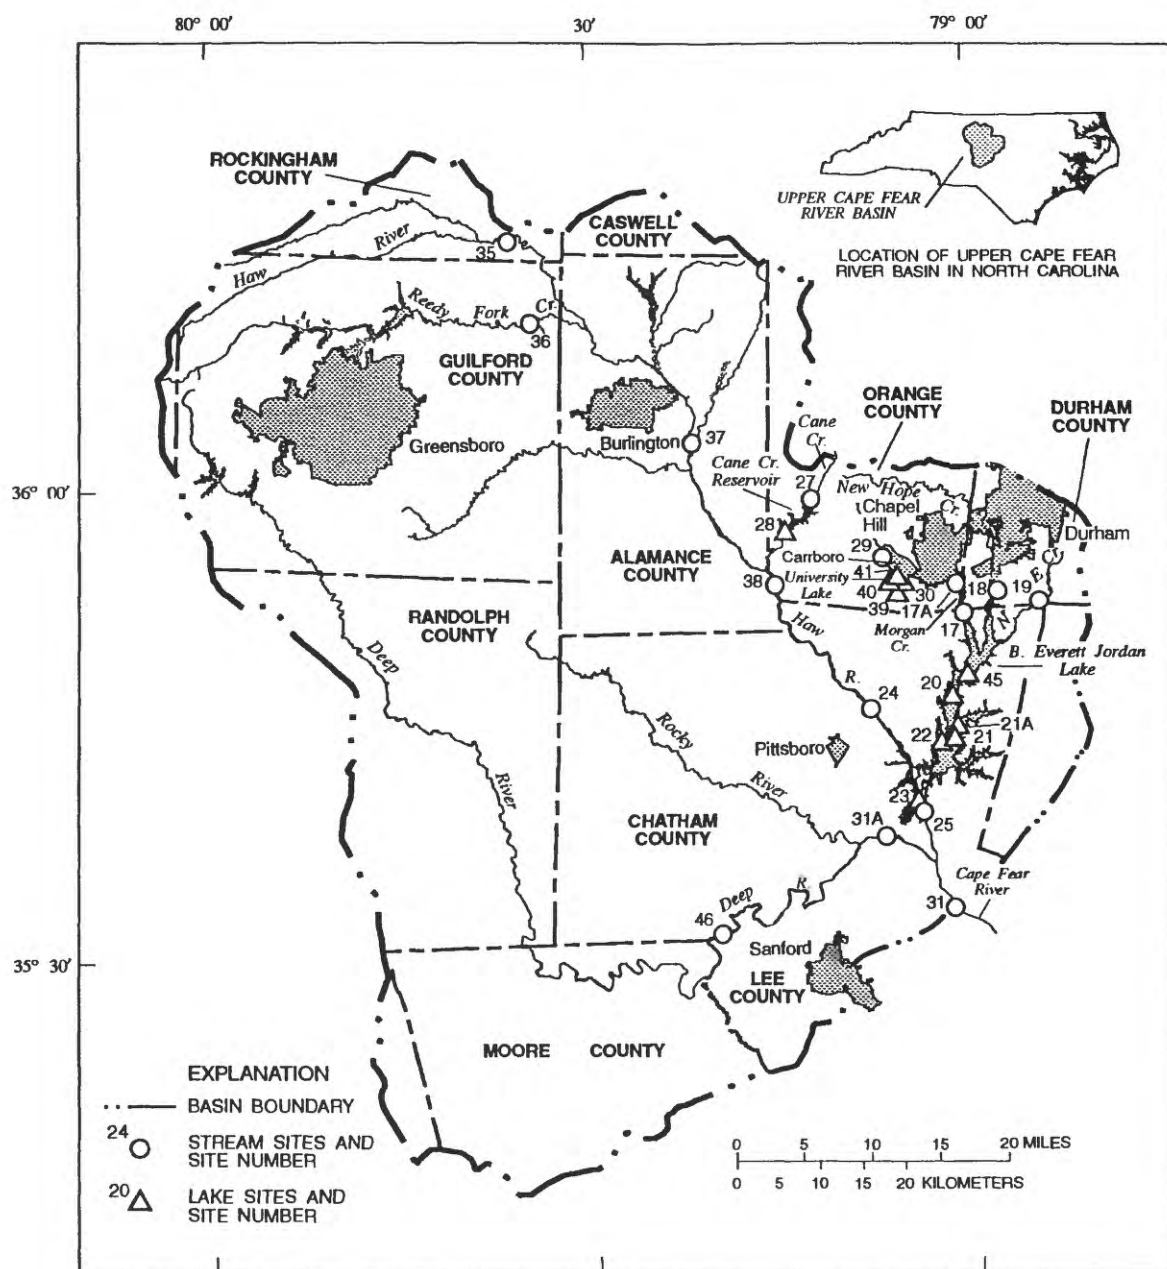 80° 00′
30′
79° 00′
ROCKINGHAM
COUNTY
CASWELL
COUNTY
UPPER CAPE FEAR
RIVER BASIN
LOCATION OF UPPER CAPE FEAR
RIVER BASIN IN NORTH CAROLINA
Haw
River
35
Reedy
Fork
Cr.
36
GUILFORD
COUNTY
Greensboro
Burlington
37
ORANGE
COUNTY
DURHAM
COUNTY
Cane
Cr.
Cane Cr.
Reservoir
27
New Hope
Cr.
Chapel
Hill
Durham
36° 00′
28
29
Carrboro
41
University
Lake
40
39
30
17A
18
19
N.
E.
Cr.
ALAMANCE
COUNTY
38
Morgan
Cr.
17
RANDOLPH
COUNTY
Haw
R.
B. Everett Jordan
Lake
45
Deep
River
24
20
21A
21
22
Rocky
River
Pittsboro
23
25
31A
CHATHAM
COUNTY
Cape Fear
River
31
Deep
R.
46
Sanford
LEE
COUNTY
35° 30′
MOORE COUNTY
EXPLANATION
BASIN BOUNDARY
24
STREAM SITES AND
SITE NUMBER
20
LAKE SITES AND
SITE NUMBER
0 5 10 15 20 MILES
0 5 10 15 20 KILOMETERS